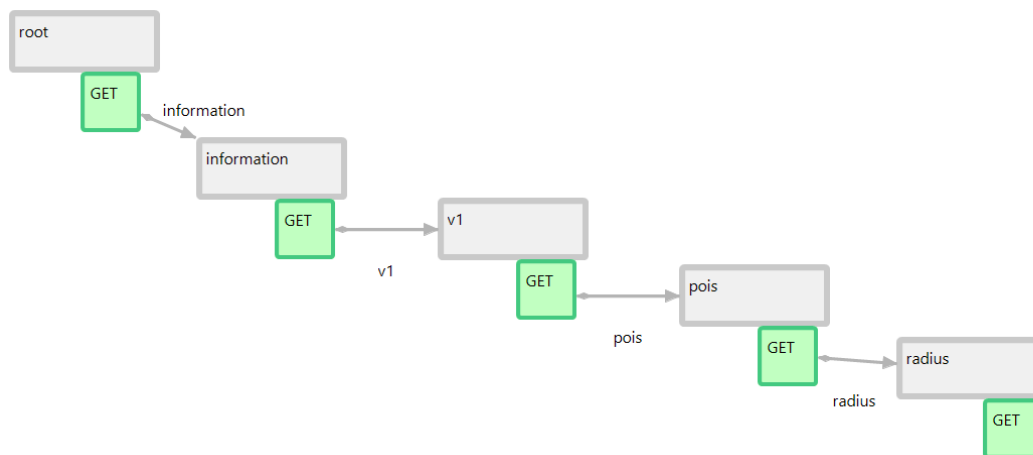 root
GET
information
information
GET
v1
v1
GET
pois
pois
GET
radius
radius
GET